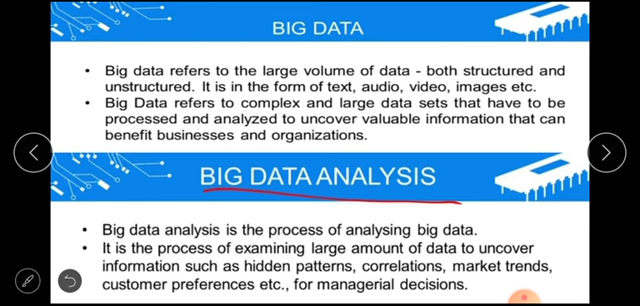 BIG DATA
• Big data refers to the large volume of data - both structured and
unstructured. It is in the form of text, audio, video, images etc.
• Big Data refers to complex and large data sets that have to be
processed and analyzed to uncover valuable information that can
benefit businesses and organizations.
BIG DATA ANALYSIS
• Big data analysis is the process of analysing big data.
• It is the process of examining large amount of data to uncover
information such as hidden patterns, correlations, market trends,
customer preferences etc., for managerial decisions.